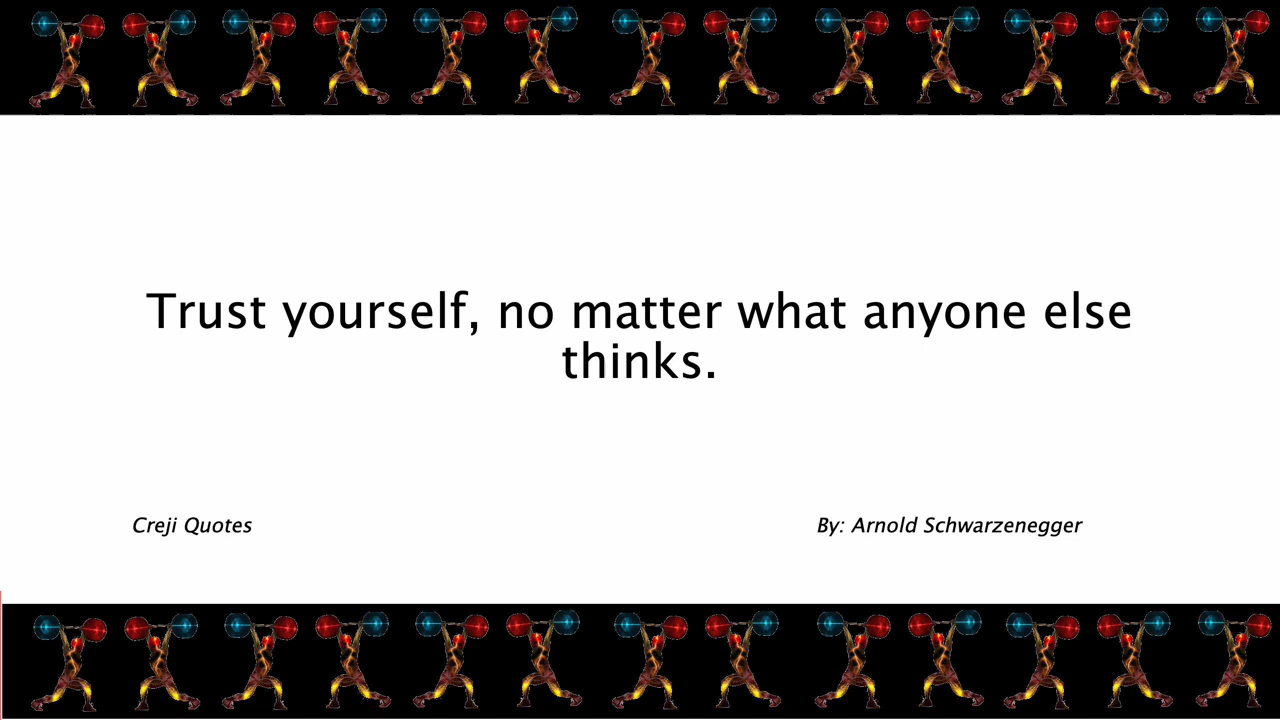 Trust yourself, no matter what anyone else
thinks.
Creji Quotes
By: Arnold Schwarzenegger